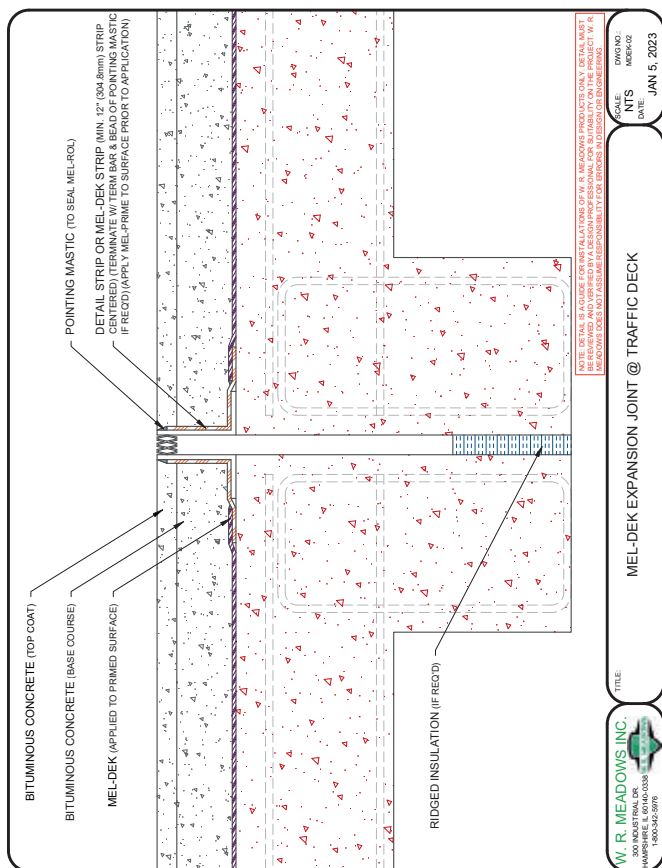 BITUMINOUS CONCRETE (TOP COAT)
BITUMINOUS CONCRETE (BASE COURSE)
MEL-DEK (APPLIED TO PRIMED SURFACE)
POINTING MASTIC (TO SEAL MEL-ROL)
DETAIL STRIP OR MEL-DEK STRIP (MIN. 12" (304.8mm) STRIP
CENTERED) (TERMINATE W/ TERM BAR & BEAD OF POINTING MASTIC
IF REQ'D) (APPLY MEL-PRIME TO SURFACE PRIOR TO APPLICATION)
RIDGED INSULATION (IF REQ'D)
NOTE: DETAIL IS A GUIDE FOR INSTALLATIONS OF W. R. MEADOWS PRODUCTS ONLY. DETAIL MUST
BE REVIEWED AND VERIFIED BY A DESIGN PROFESSIONAL FOR SUITABILITY ON THE PROJECT. W. R.
MEADOWS DOES NOT ASSUME RESPONSIBILITY FOR ERRORS IN DESIGN OR ENGINEERING.
W. R. MEADOWS INC.
300 INDUSTRIAL DR.
HAMPSHIRE, IL 60140-0338
1-800-342-5976
TITLE:
MEL-DEK EXPANSION JOINT @ TRAFFIC DECK
SCALE:
NTS
DWG NO.:
MDEK-02
DATE:
JAN 5, 2023